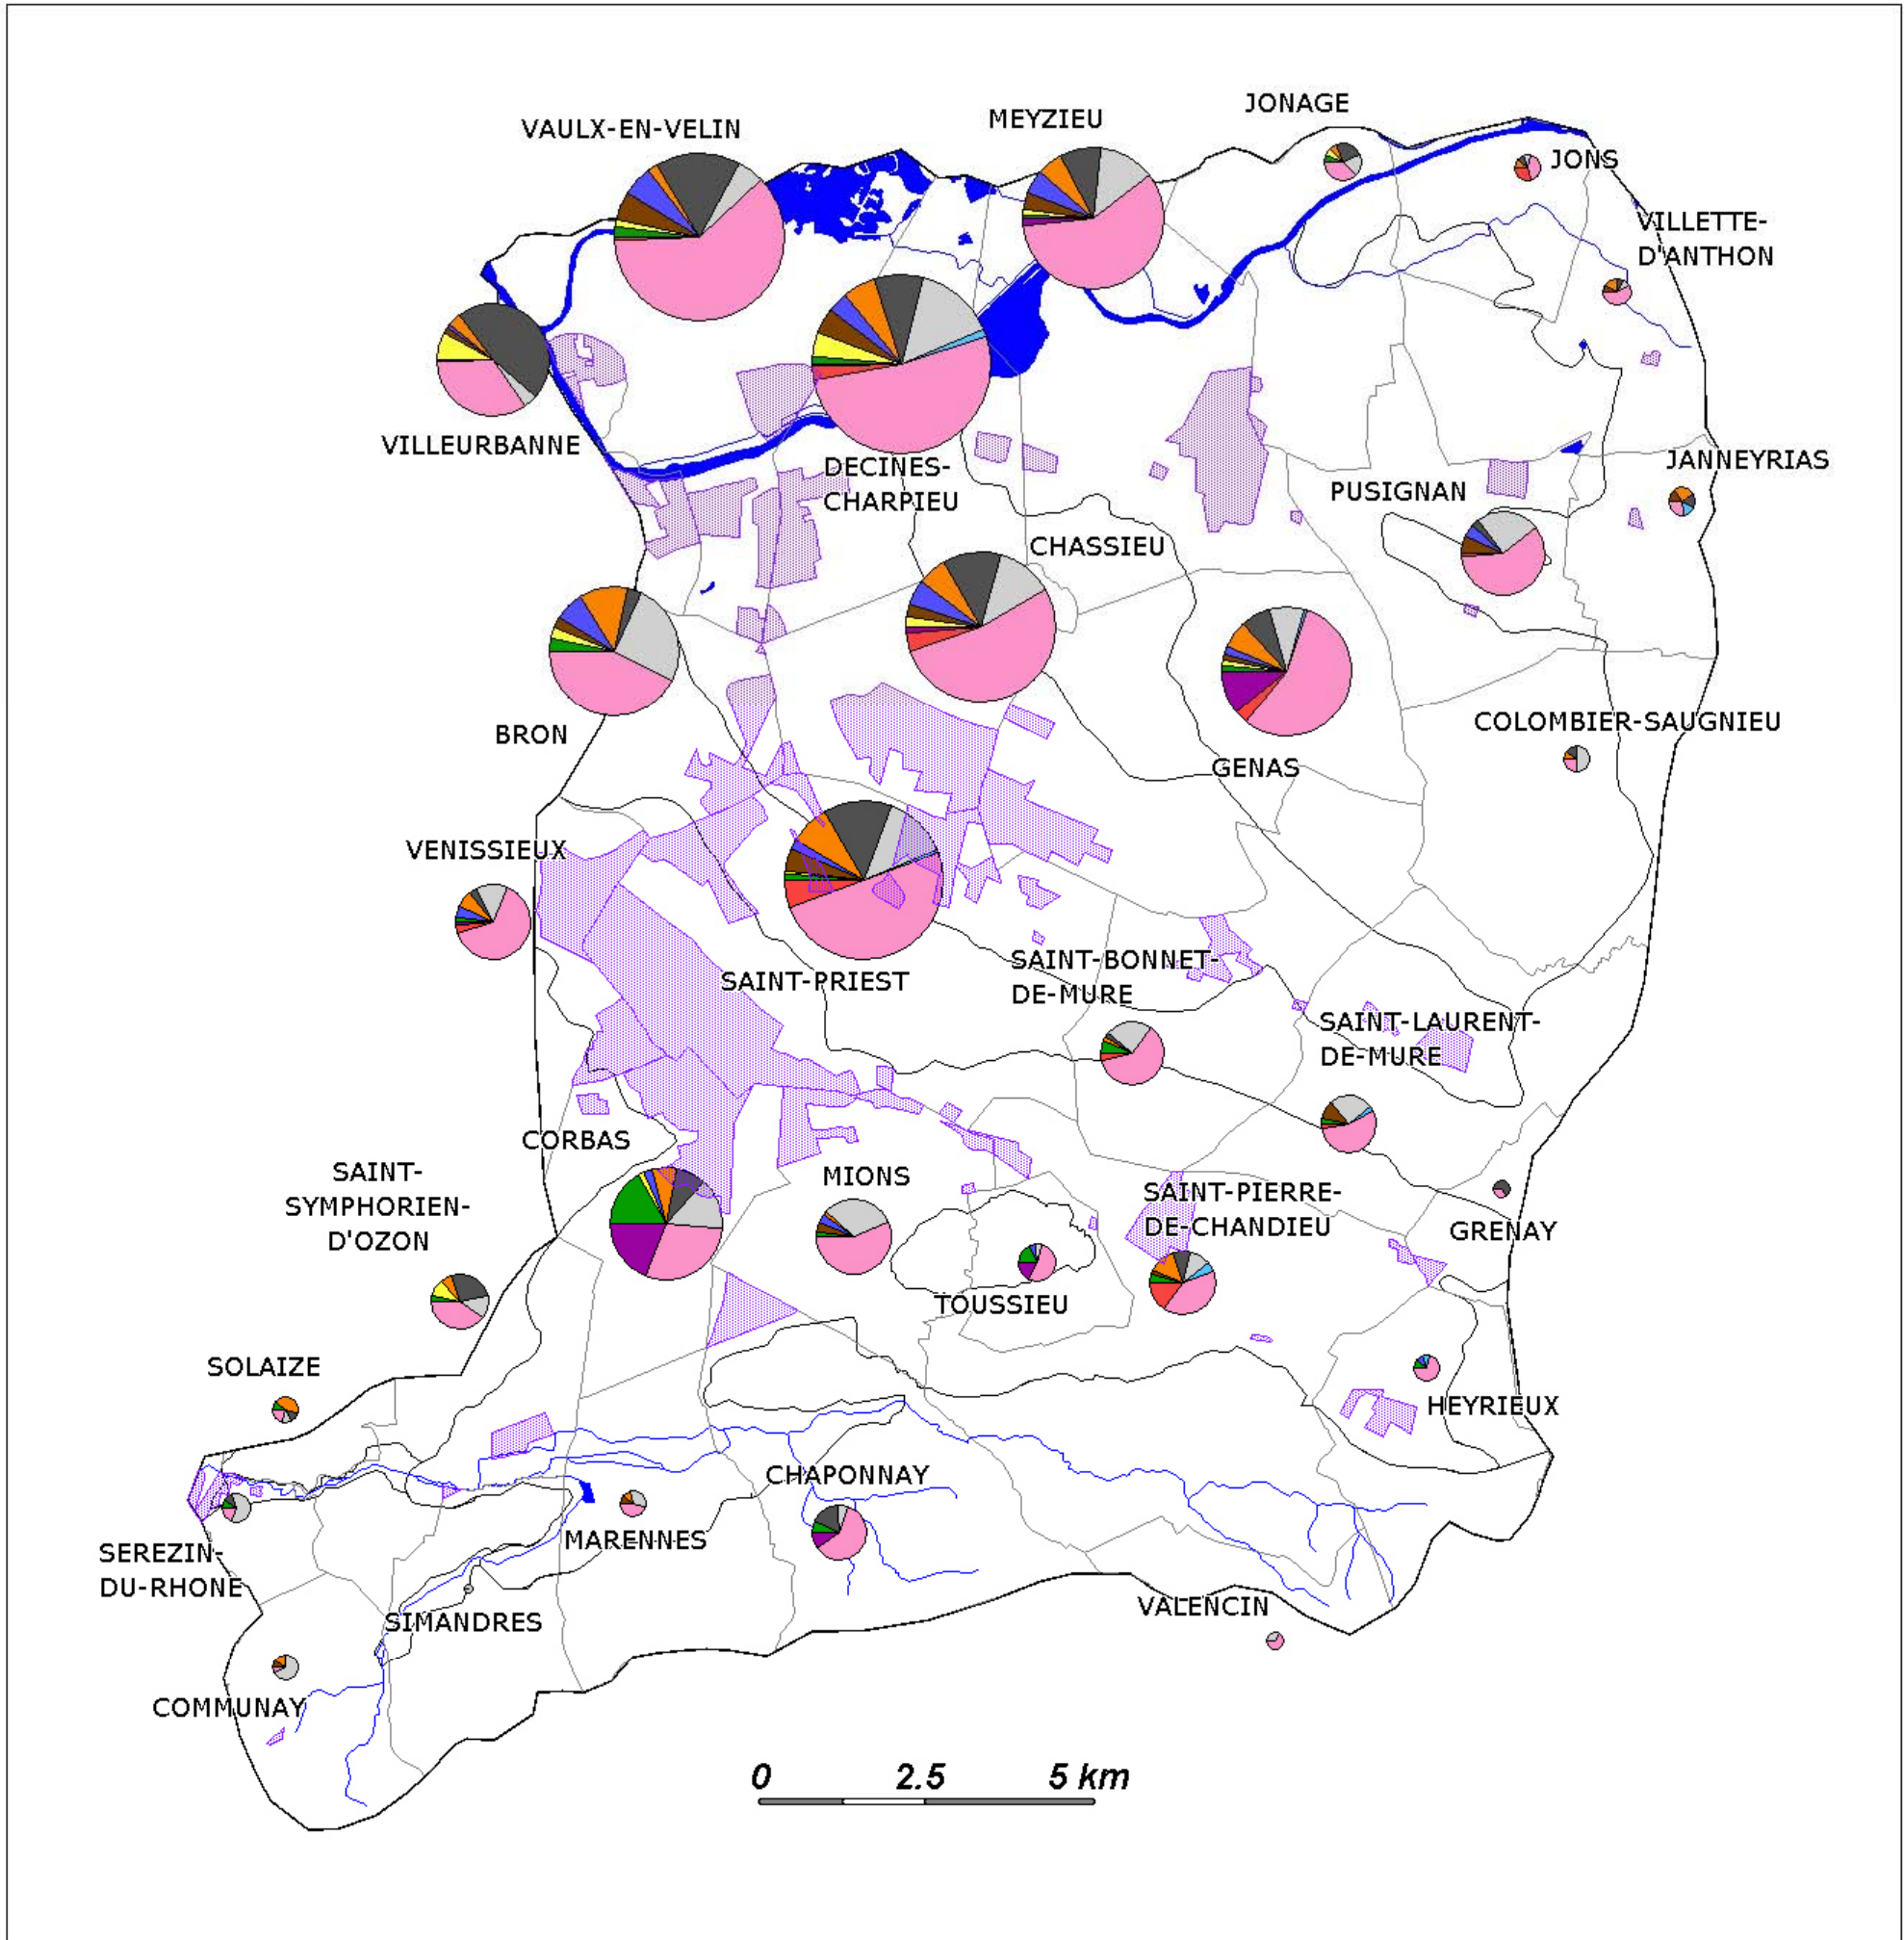 JONAGE
MEYZIEU
VAULX-EN-VELIN
JONS
VILLETTE-
D'ANTHON
VILLEURBANNE
DECINES-
CHARPIEU
JANNEYRIAS
PUSIGNAN
CHASSIEU
COLOMBIER-SAUGNIEU
BRON
GENAS
VENISSIEUX
SAINT-BONNET-
DE-MURE
SAINT-PRIEST
SAINT-LAURENT-
DE-MURE
CORBAS
SAINT-
SYMPHORIEN-
D'OZON
MIONS
SAINT-PIERRE-
DE-CHANDIEU
GRENAY
TOUSSIEU
SOLAIZE
HEYRIEUX
CHAPONNAY
MARENNES
SEREZIN-
DU-RHONE
SIMANDRES
VALENCIN
COMMUNAY
0 2.5 5 km